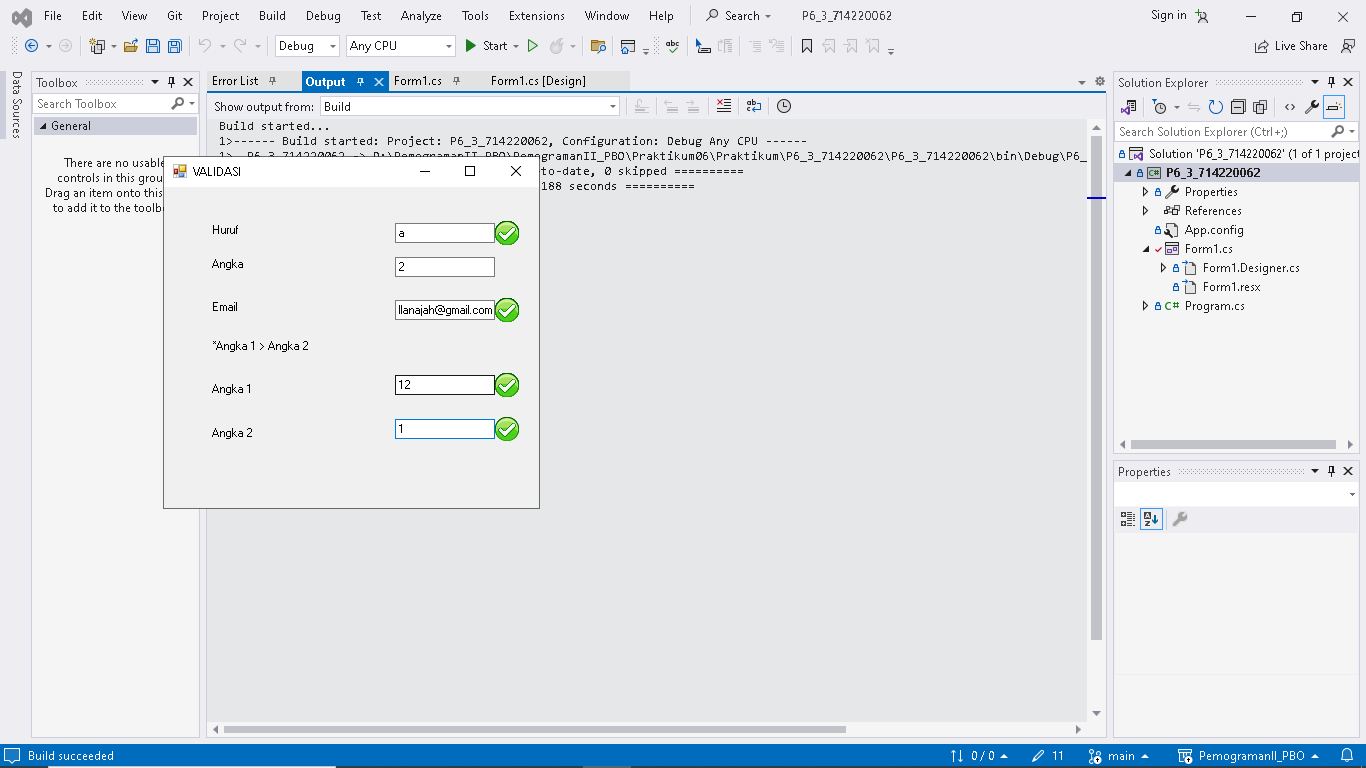 File Edit View Git Project Build Debug Test Analyze Tools Extensions Window Help Search P6_3_714220062 Sign in
Debug Any CPU Start Live Share
Data Sources
Toolbox
Search Toolbox
General
There are no usable
controls in this grou
Drag an item onto this
to add it to the toolb
Error List Output Form1.cs Form1.cs [Design]
Show output from: Build
Build started...
1>------ Build started: Project: P6_3_714220062, Configuration: Debug Any CPU ------
1> P6_3_714220062 -> D:\PemogramanII_PBO\PemogramanII_PBO\Praktikum06\Praktikum\P6_3_714220062\P6_3_714220062\bin\Debug\P6_
to-date, 0 skipped ==========
188 seconds ==========
VALIDASI
Huruf a
Angka 2
Email llanajah@gmail.com
*Angka 1 > Angka 2
Angka 1 12
Angka 2 1
Solution Explorer
Search Solution Explorer (Ctrl+;)
Solution 'P6_3_714220062' (1 of 1 project
C# P6_3_714220062
Properties
References
App.config
Form1.cs
Form1.Designer.cs
Form1.resx
C# Program.cs
Properties
Build succeeded 0 / 0 11 main PemogramanII_PBO